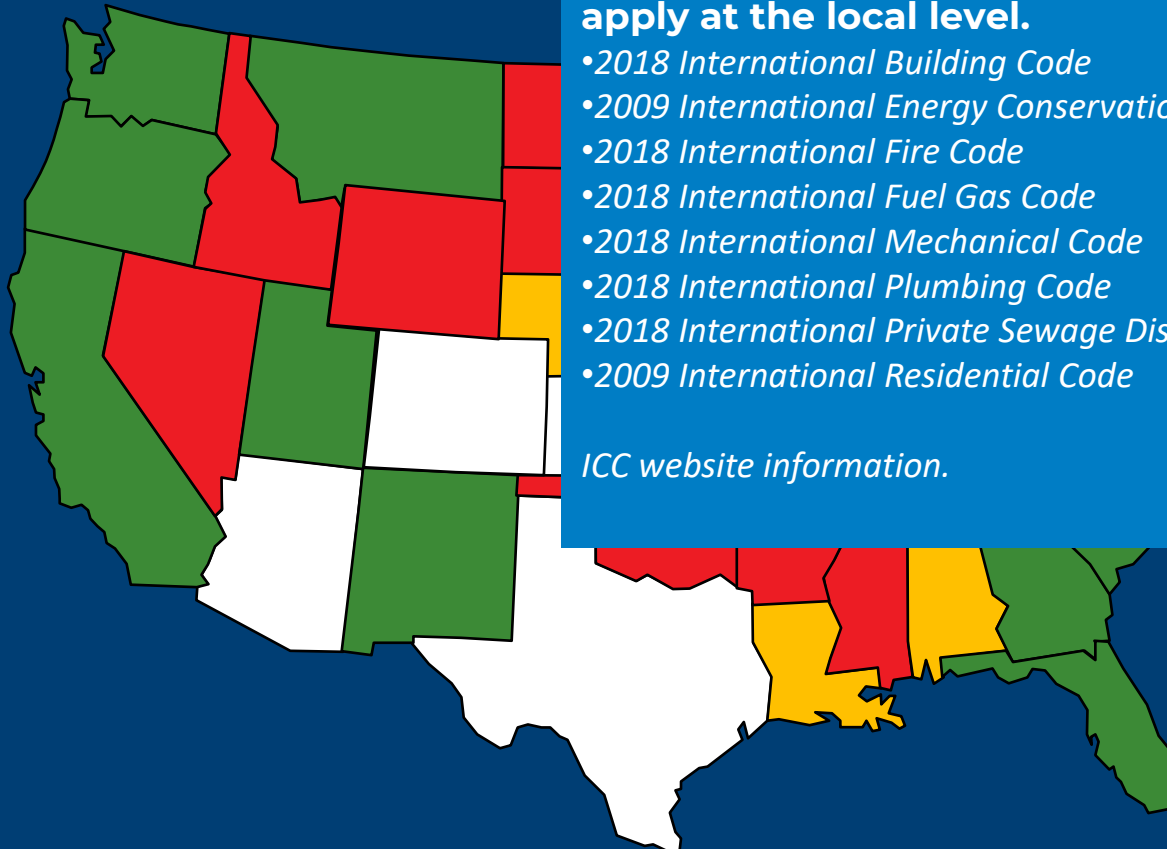 apply at the local level.
•2018 International Building Code
•2009 International Energy
•2018 International Fire Code
•2018 International Fuel Gas Code
•2018 International Mechanical Code
•2018 International Plumbing Code
•2018 International Private Sewage
•2009 International Residential Code
ICC website information.